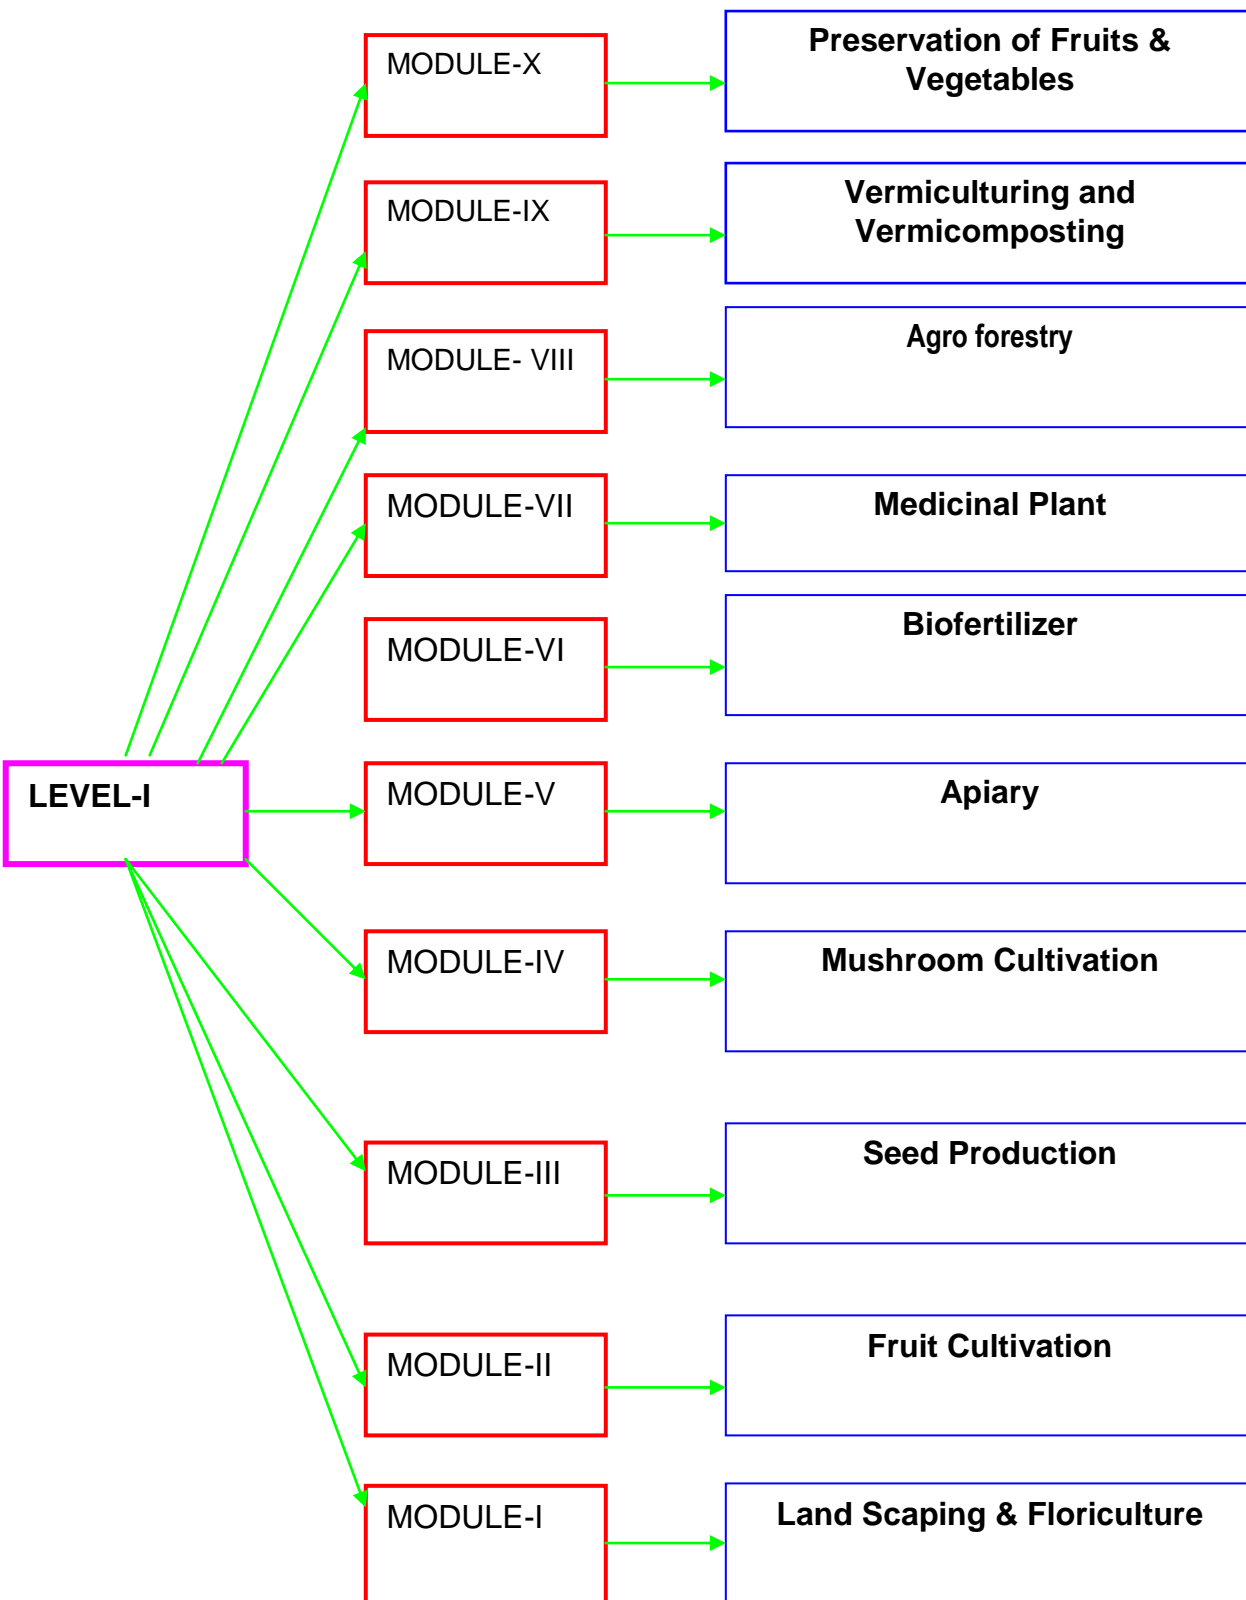 MODULE-X
Preservation of Fruits &
Vegetables
MODULE-IX
Vermiculturing and
Vermicomposting
MODULE- VIII
Agro forestry
MODULE-VII
Medicinal Plant
MODULE-VI
Biofertilizer
LEVEL-I
MODULE-V
Apiary
MODULE-IV
Mushroom Cultivation
MODULE-III
Seed Production
MODULE-II
Fruit Cultivation
MODULE-I
Land Scaping & Floriculture